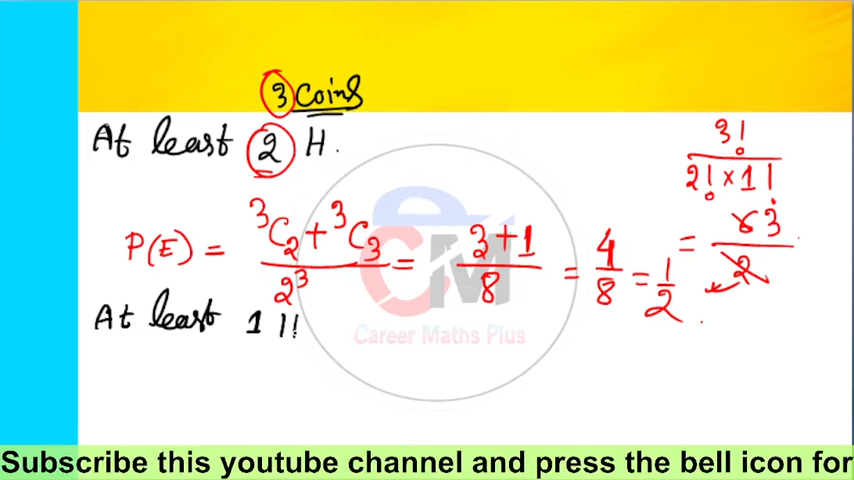 3 Coins
At least 2 H.
3!
2! × 1!
= 6 3
2
P(E) = ³C₂ + ³C₃ / 2³ = 3 + 1 / 8 = 4 / 8 = 1 / 2
At least 1
Career Maths Plus
Subscribe this youtube channel and press the bell icon for